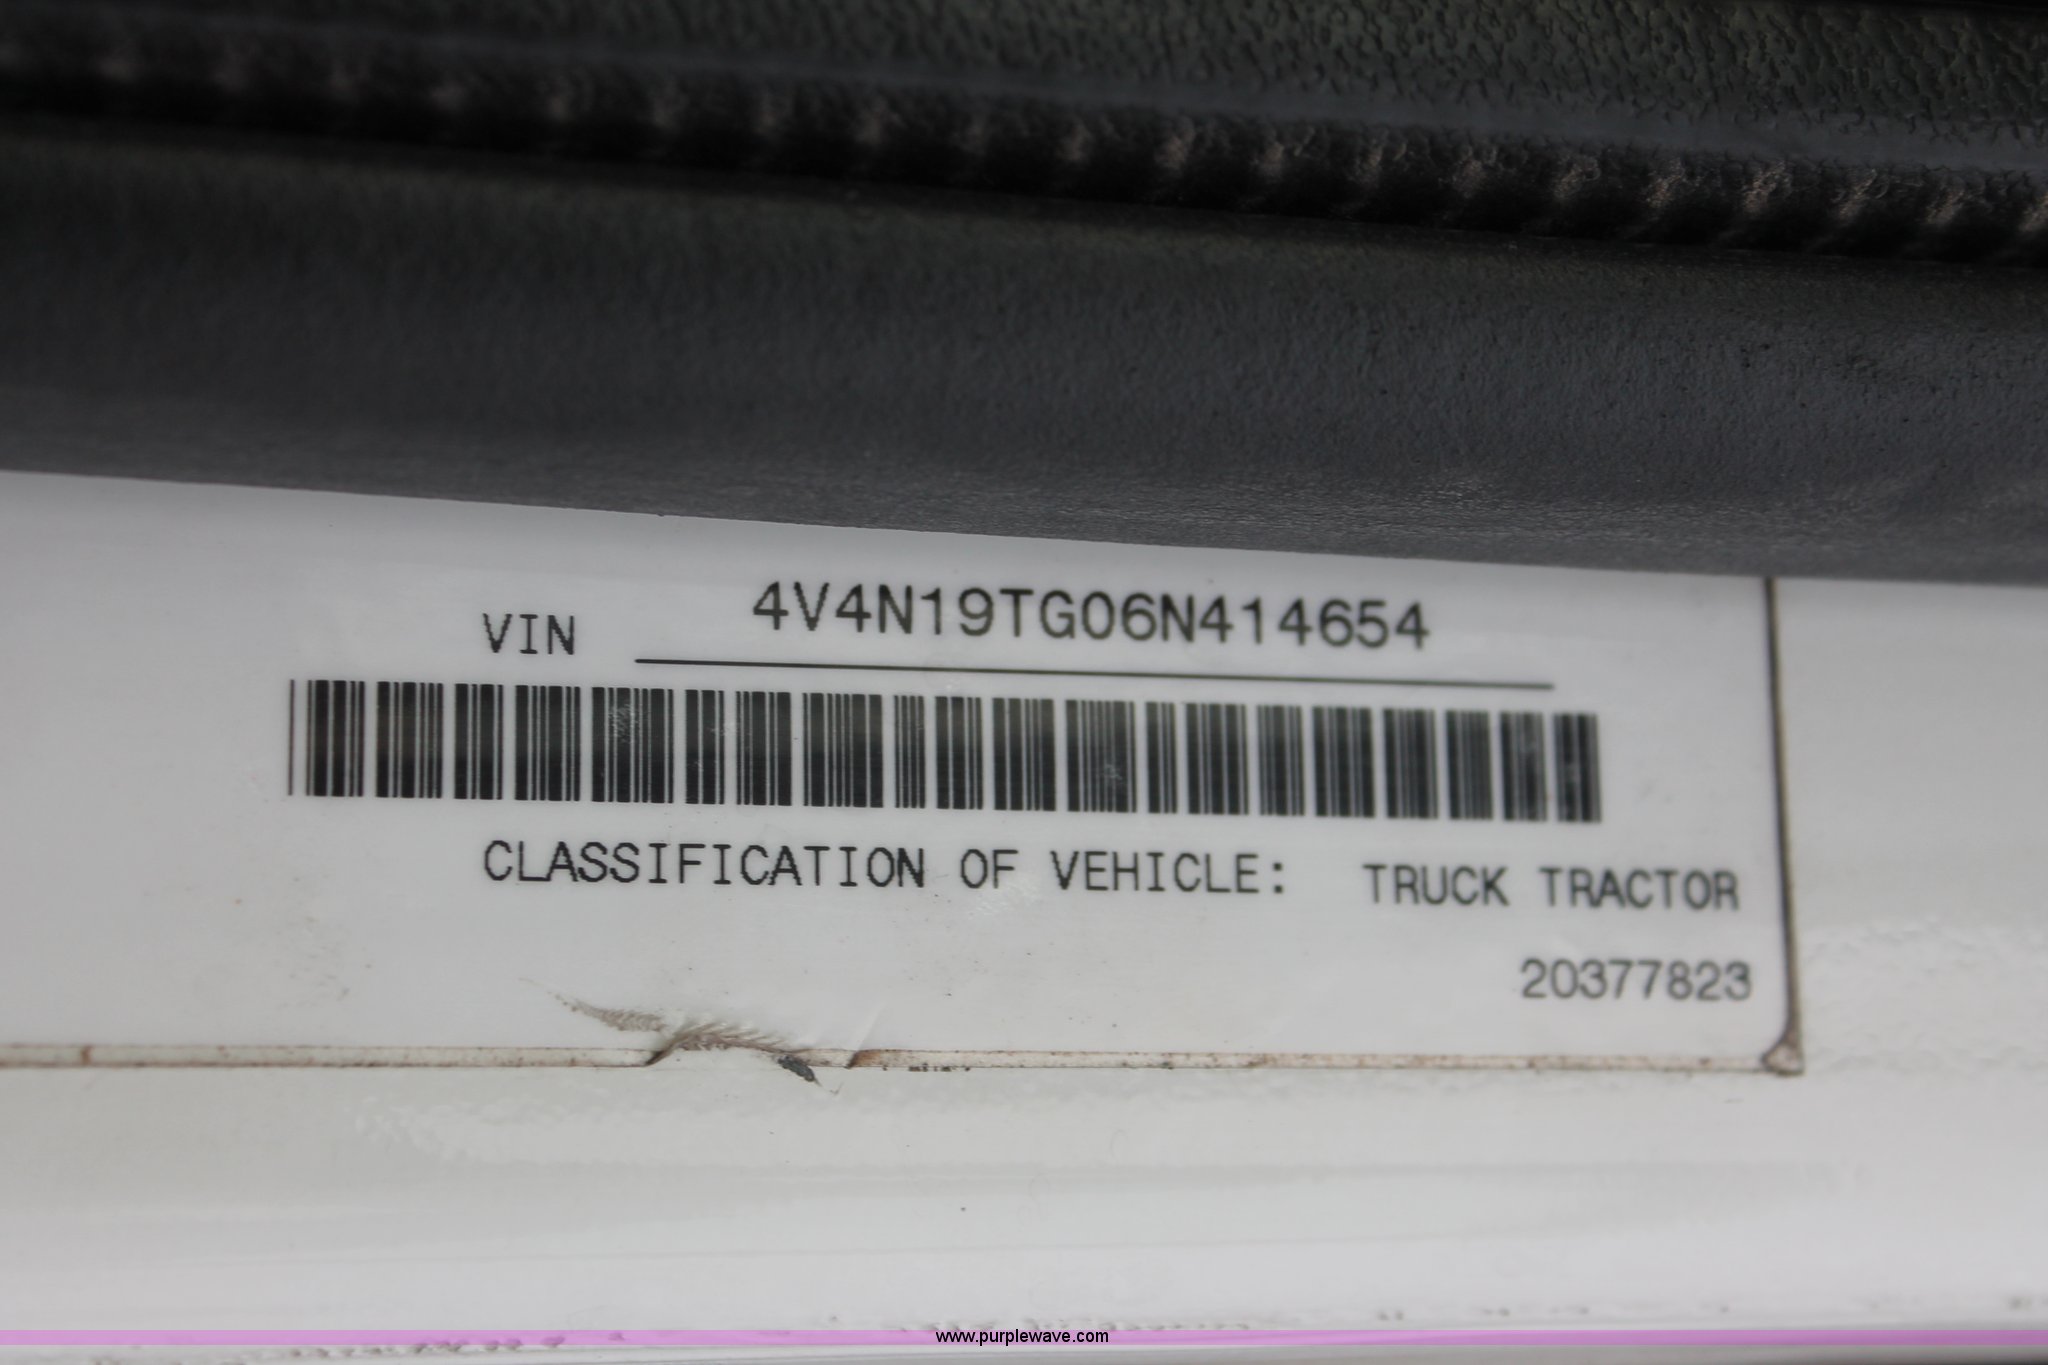 VIN 4V4N19TG06N414654
CLASSIFICATION OF VEHICLE: TRUCK TRACTOR
20377823
www.purplewave.com